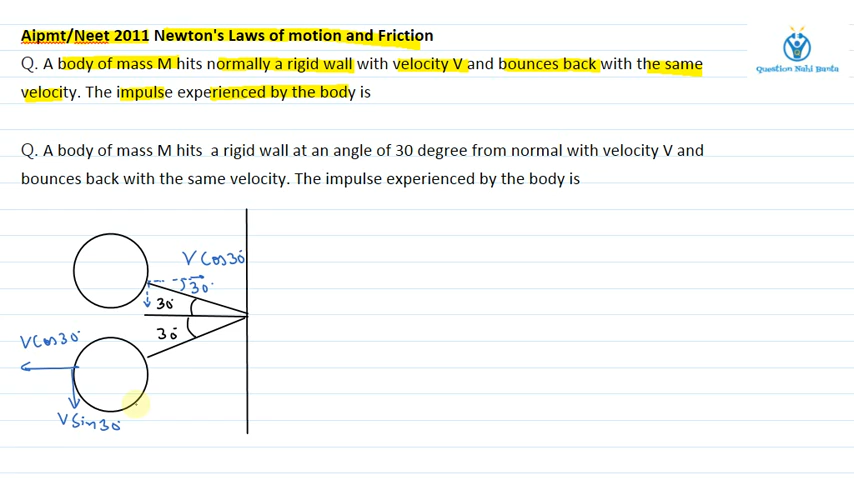 Aipmt/Neet 2011 Newton's Laws of motion and Friction
Q. A body of mass M hits normally a rigid wall with velocity V and bounces back with the same
velocity. The impulse experienced by the body is
Question Nahi Banta
Q. A body of mass M hits a rigid wall at an angle of 30 degree from normal with velocity V and
bounces back with the same velocity. The impulse experienced by the body is
V Cos30°
30°
30°
30°
V Cos30°
V Sin30°